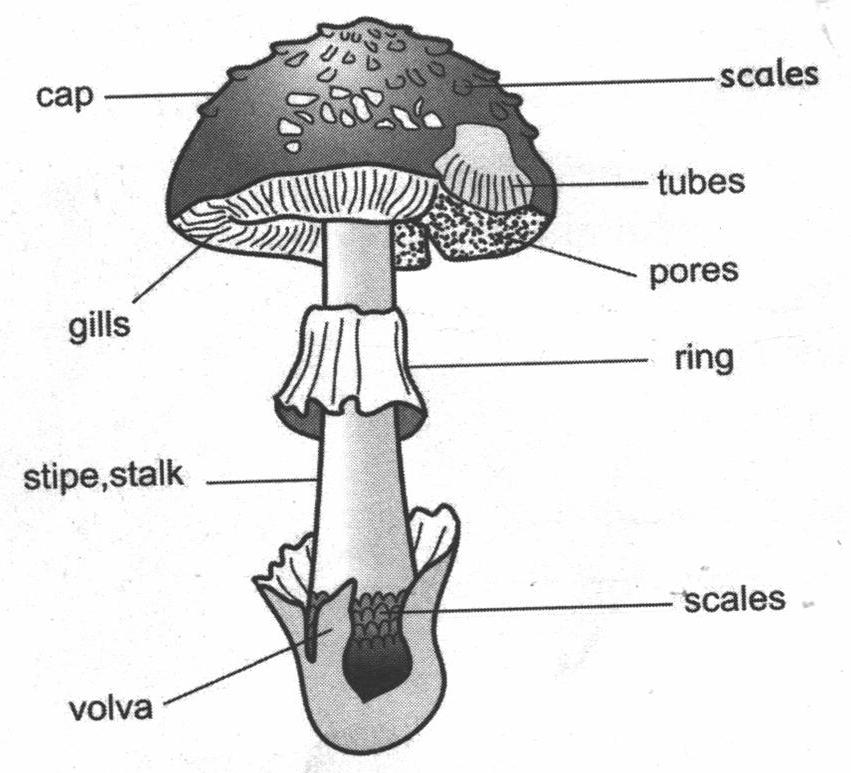 cap
scales
tubes
pores
gills
ring
stipe,stalk
scales
volva